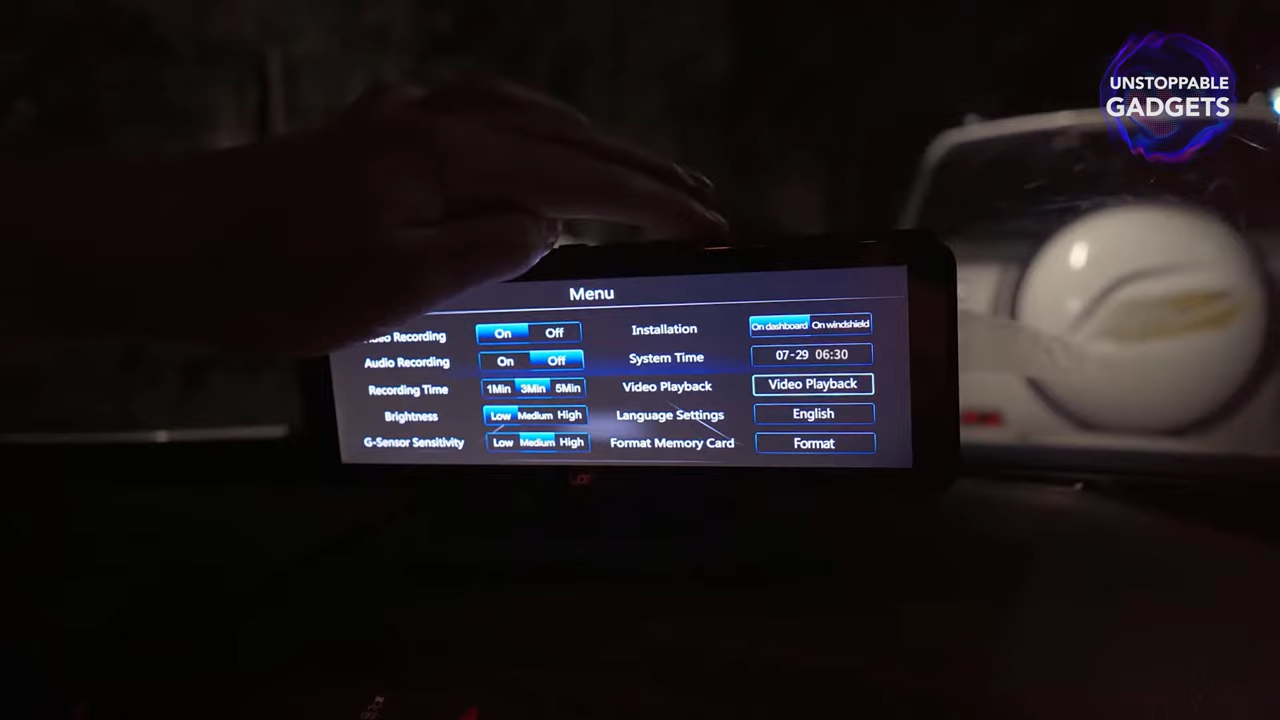 UNSTOPPABLE
GADGETS
Menu
Video Recording On Off
Audio Recording On Off
Recording Time 1Min 3Min 5Min
Brightness Low Medium High
G-Sensor Sensitivity Low Medium High
Installation On dashboard On windshield
System Time 07-29 06:30
Video Playback Video Playback
Language Settings English
Format Memory Card Format